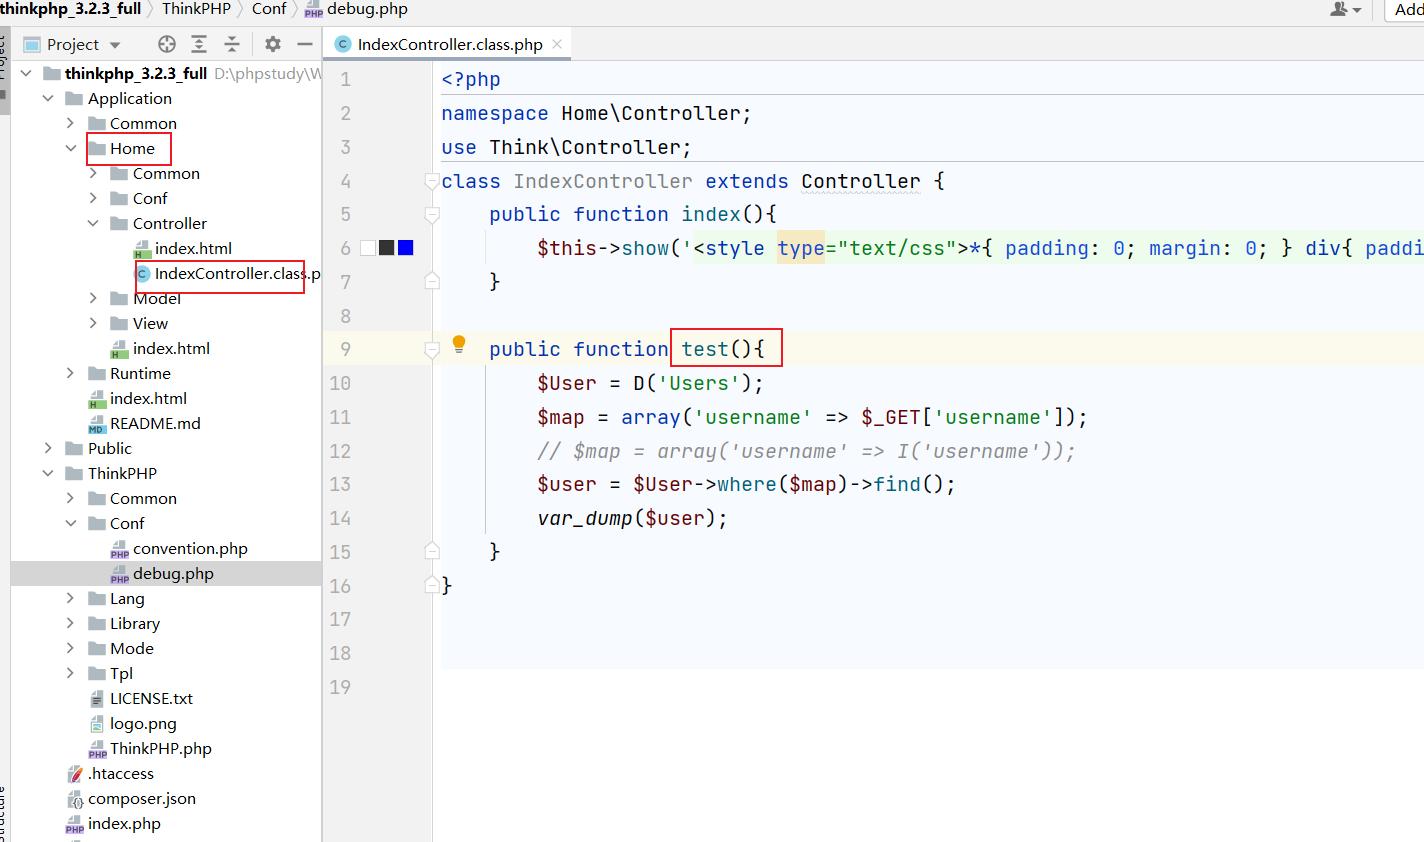 thinkphp_3.2.3_full ThinkPHP Conf debug.php
Add
Project
Project
thinkphp_3.2.3_full D:\phpstudy\W
Application
Common
Home
Common
Conf
Controller
index.html
IndexController.class.p
Model
View
index.html
Runtime
index.html
README.md
Public
ThinkPHP
Common
Conf
convention.php
debug.php
Lang
Library
Mode
Tpl
LICENSE.txt
logo.png
ThinkPHP.php
.htaccess
composer.json
index.php
IndexController.class.php
1 <?php
2 namespace Home\Controller;
3 use Think\Controller;
4 class IndexController extends Controller {
5 public function index(){
6 $this->show('<style type="text/css">*{ padding: 0; margin: 0; } div{ paddi
7 }
8
9 public function test(){
10 $User = D('Users');
11 $map = array('username' => $_GET['username']);
12 // $map = array('username' => I('username'));
13 $user = $User->where($map)->find();
14 var_dump($user);
15 }
16 }
17
18
19